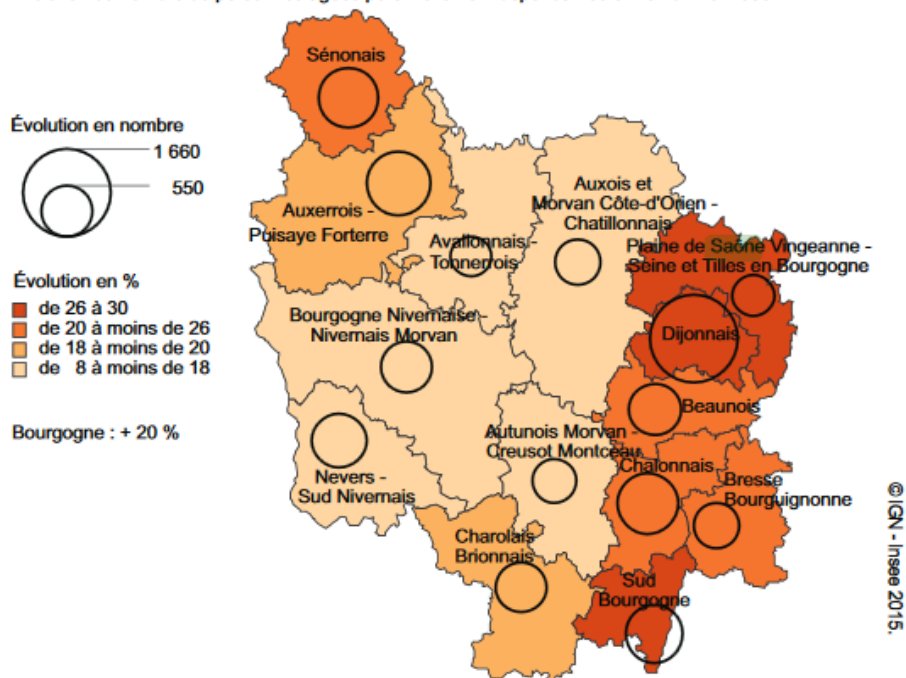 Sénonais
Évolution en nombre
1 660
550
Auxerrois -
Puisaye Forterre
Auxois et
Morvan Côte-d'Orien -
Chatillonnais
Avallonnais -
Tonnerrois
Plaine de Saône Vingeanne -
Seine et Tilles en Bourgogne
Évolution en %
de 26 à 30
de 20 à moins de 26
de 18 à moins de 20
de 8 à moins de 18
Bourgogne Nivernaise -
Nivernais Morvan
Dijonnais
Beaunois
Bourgogne : + 20 %
Autunois Morvan -
Creusot Montceau
Chalonnais
Bresse
Bourguignonne
Nevers -
Sud Nivernais
Charolais
Brionnais
Sud
Bourgogne
© IGN - Insee 2015.